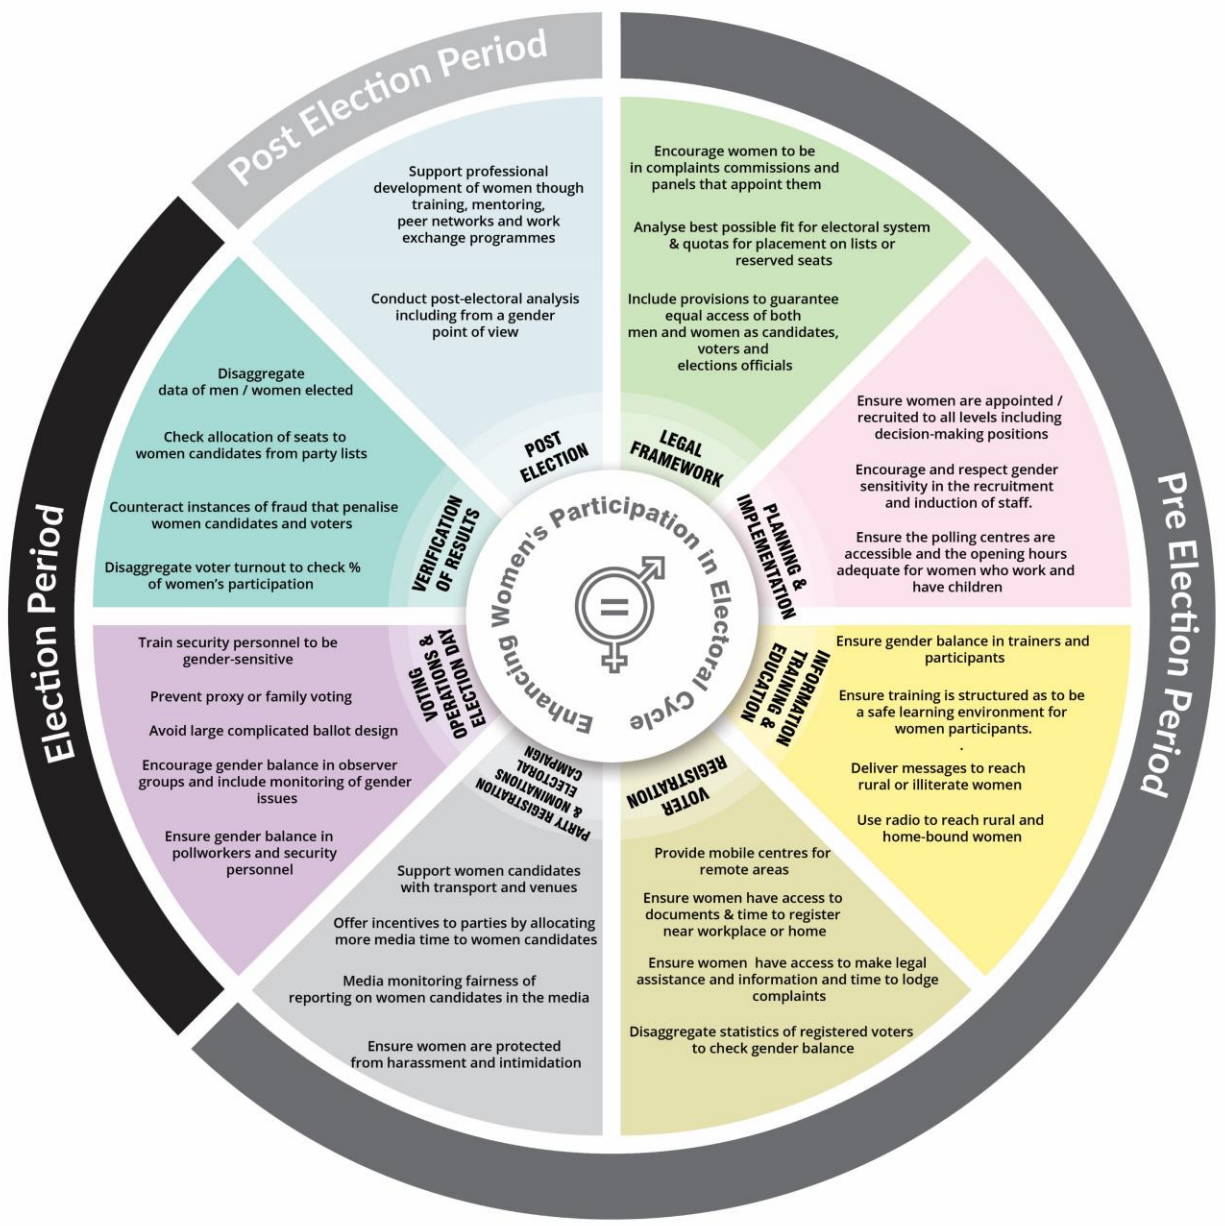 Post Election Period
Pre Election Period
Election Period
Enhancing Women's Participation in Electoral Cycle
=
LEGAL
FRAMEWORK
Encourage women to be
in complaints commissions and
panels that appoint them
Analyse best possible fit for electoral system
& quotas for placement on lists or
reserved seats
Include provisions to guarantee
equal access of both
men and women as candidates,
voters and
elections officials
PLANNING &
IMPLEMENTATION
Ensure women are appointed /
recruited to all levels including
decision-making positions
Encourage and respect gender
sensitivity in the recruitment
and induction of staff.
Ensure the polling centres are
accessible and the opening hours
adequate for women who work and
have children
INFORMATION
TRAINING &
EDUCATION
Ensure gender balance in trainers and
participants
Ensure training is structured as to be
a safe learning environment for
women participants.
.
Deliver messages to reach
rural or illiterate women
Use radio to reach rural and
home-bound women
VOTER
REGISTRATION
Provide mobile centres for
remote areas
Ensure women have access to
documents & time to register
near workplace or home
Ensure women have access to make legal
assistance and information and time to lodge
complaints
Disaggregate statistics of registered voters
to check gender balance
PARTY REGISTRATION
& NOMINATIONS
ELECTORAL
CAMPAIGN
Support women candidates
with transport and venues
Offer incentives to parties by allocating
more media time to women candidates
Media monitoring fairness of
reporting on women candidates in the media
Ensure women are protected
from harassment and intimidation
VOTING
OPERATIONS &
ELECTION DAY
Train security personnel to be
gender-sensitive
Prevent proxy or family voting
Avoid large complicated ballot design
Encourage gender balance in observer
groups and include monitoring of gender
issues
Ensure gender balance in
pollworkers and security
personnel
VERIFICATION
OF RESULTS
Disaggregate
data of men / women elected
Check allocation of seats to
women candidates from party lists
Counteract instances of fraud that penalise
women candidates and voters
Disaggregate voter turnout to check %
of women's participation
POST
ELECTION
Support professional
development of women though
training, mentoring,
peer networks and work
exchange programmes
Conduct post-electoral analysis
including from a gender
point of view